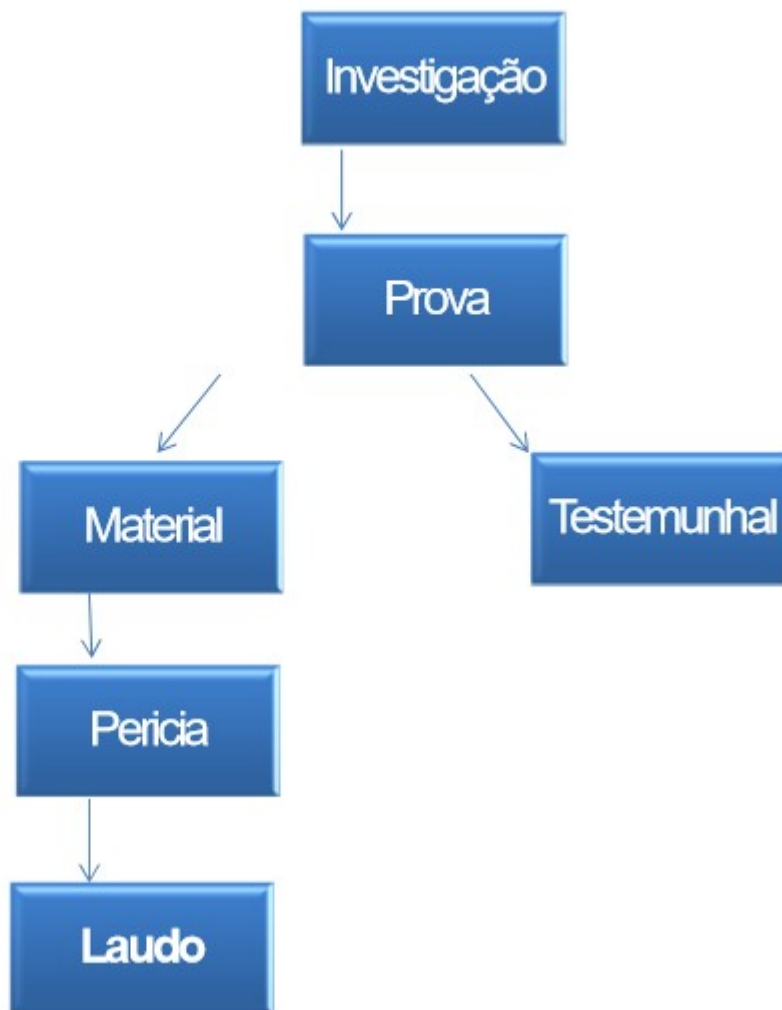 Investigação
Prova
Material
Testemunhal
Pericia
Laudo